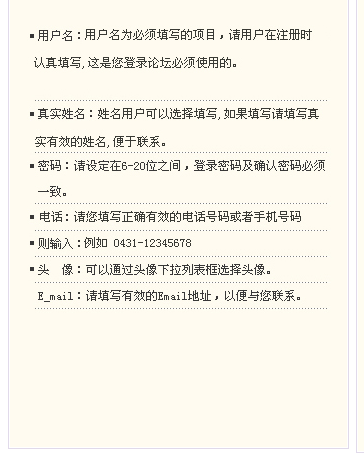 ▪用户名：用户名为必须填写的项目，请用户在注册时
认真填写,这是您登录论坛必须使用的。
▪真实姓名：姓名用户可以选择填写,如果填写请填写真
实有效的姓名,便于联系。
▪密码：请设定在6-20位之间，登录密码及确认密码必须
一致。
▪电话：请您填写正确有效的电话号码或者手机号码
▪则输入：例如 0431-12345678
▪头　像：可以通过头像下拉列表框选择头像。
E_mail：请填写有效的Email地址，以便与您联系。